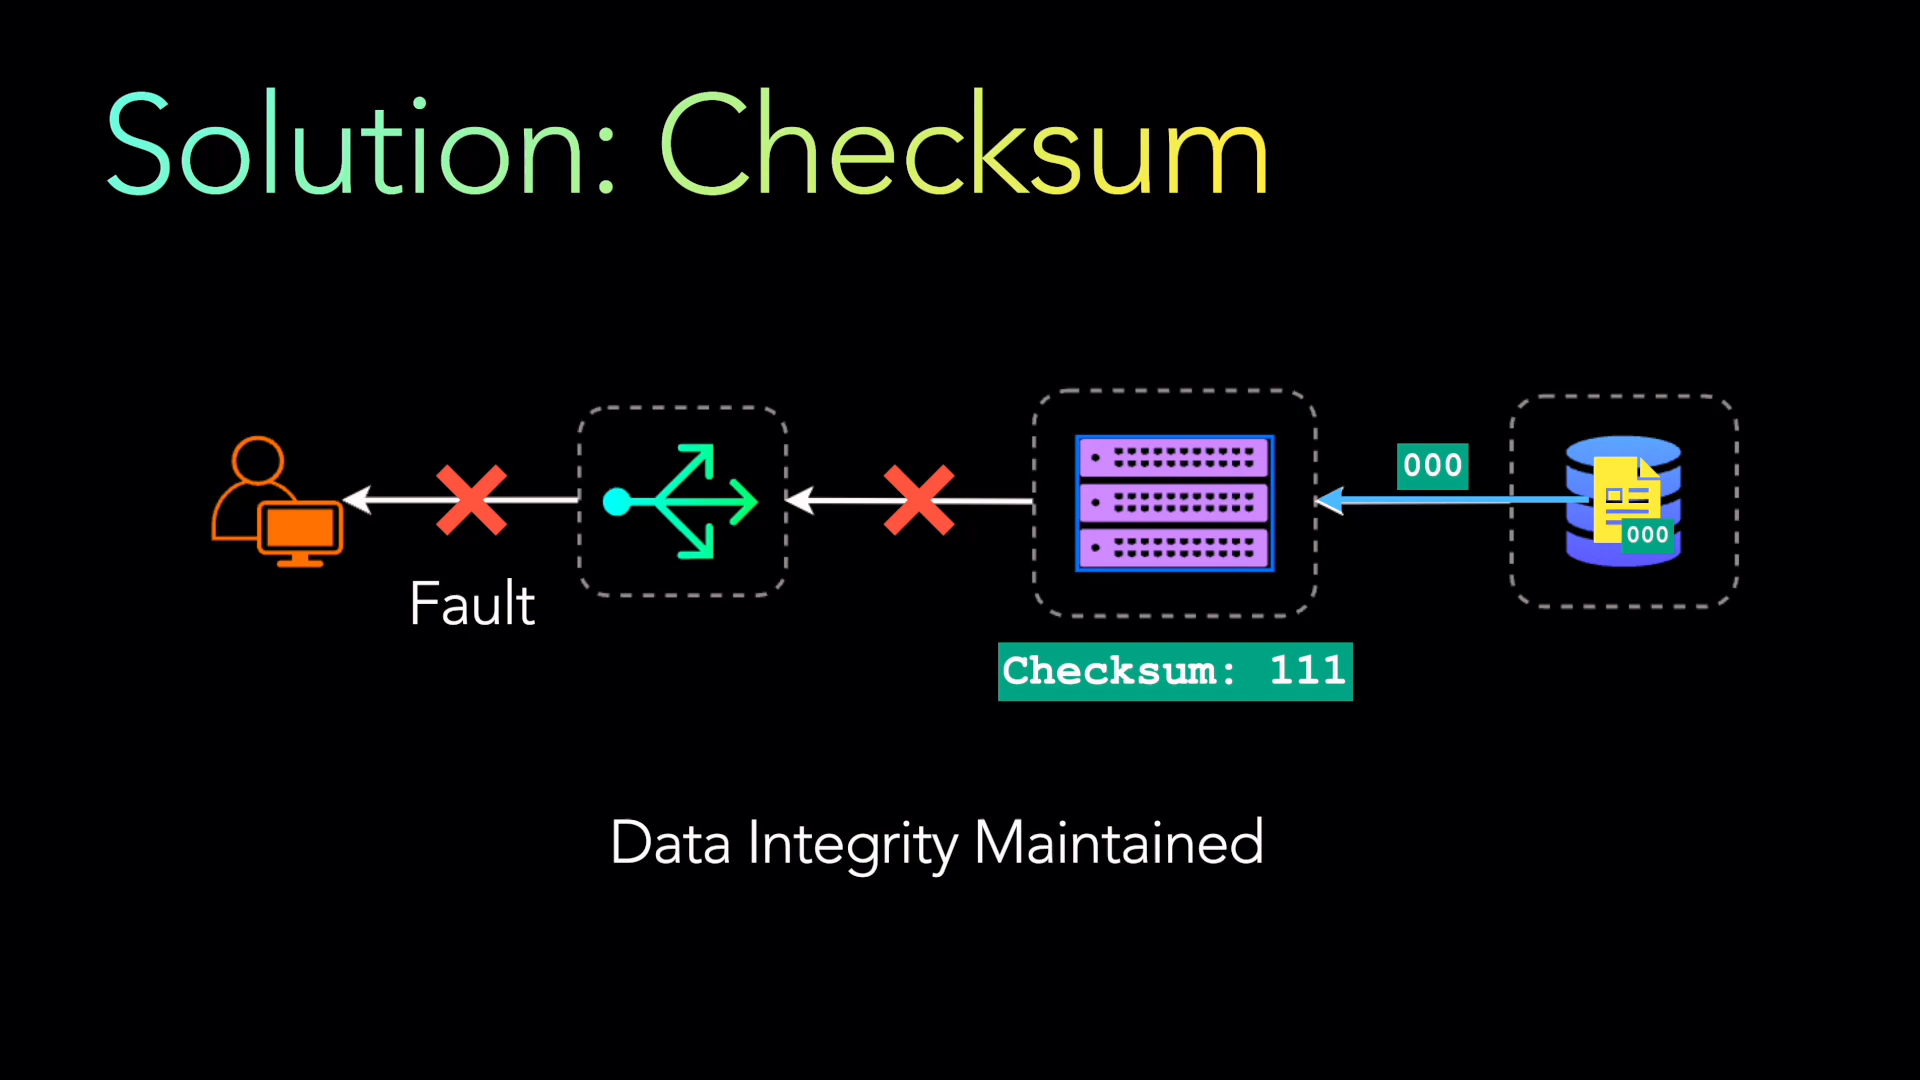 Solution: Checksum
000
000
Fault
Checksum: 111
Data Integrity Maintained